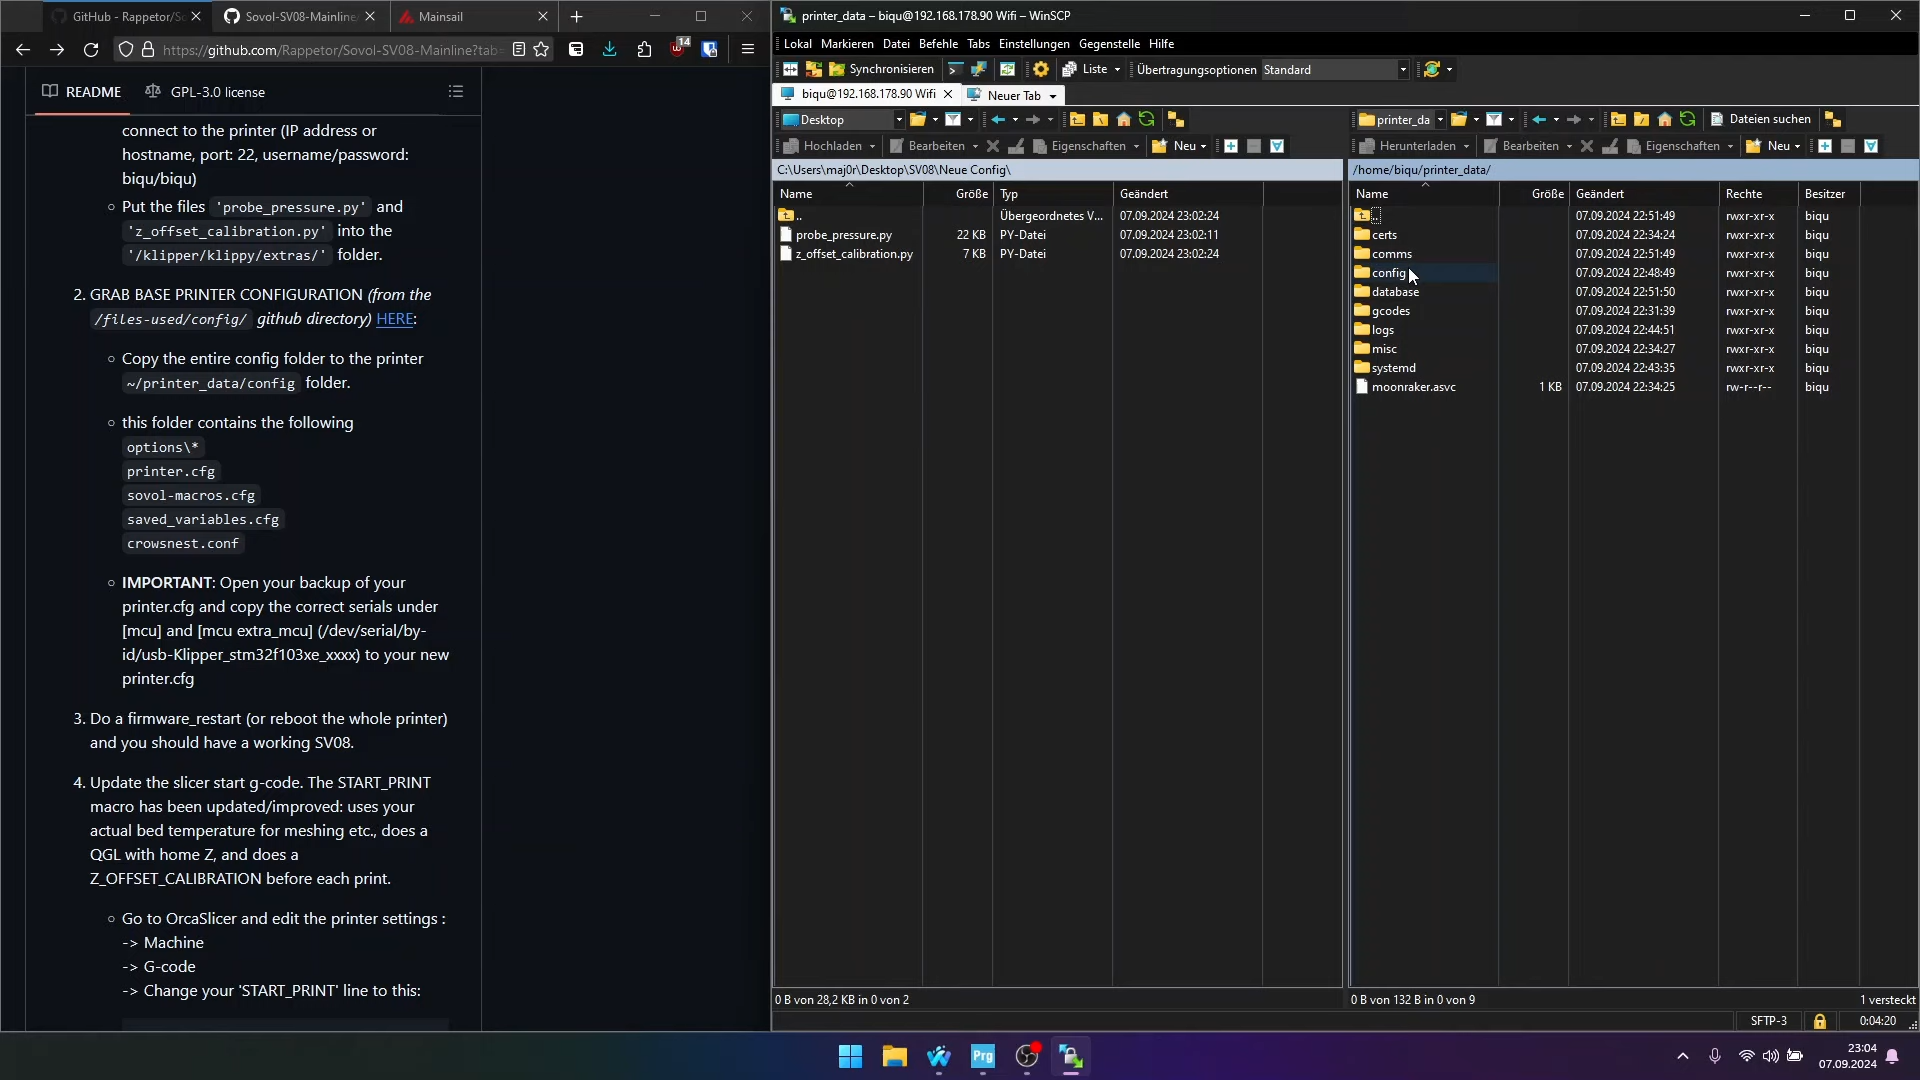 GitHub - Rappetor/So
Sovol-SV08-Mainline
Mainsail
https://github.com/Rappetor/Sovol-SV08-Mainline?tab=
14
README
GPL-3.0 license
connect to the printer (IP address or
hostname, port: 22, username/password:
biqu/biqu)
Put the files 'probe_pressure.py' and
'z_offset_calibration.py' into the
'/klipper/klippy/extras/' folder.
2. GRAB BASE PRINTER CONFIGURATION (from the
/files-used/config/ github directory) HERE:
Copy the entire config folder to the printer
~/printer_data/config folder.
this folder contains the following
options\*
printer.cfg
sovol-macros.cfg
saved_variables.cfg
crowsnest.conf
IMPORTANT: Open your backup of your
printer.cfg and copy the correct serials under
[mcu] and [mcu extra_mcu] (/dev/serial/by-
id/usb-Klipper_stm32f103xe_xxxx) to your new
printer.cfg
3. Do a firmware_restart (or reboot the whole printer)
and you should have a working SV08.
4. Update the slicer start g-code. The START_PRINT
macro has been updated/improved: uses your
actual bed temperature for meshing etc., does a
QGL with home Z, and does a
Z_OFFSET_CALIBRATION before each print.
Go to OrcaSlicer and edit the printer settings :
-> Machine
-> G-code
-> Change your 'START_PRINT' line to this:
printer_data – biqu@192.168.178.90 Wifi – WinSCP
Lokal Markieren Datei Befehle Tabs Einstellungen Gegenstelle Hilfe
Synchronisieren Liste Übertragungsoptionen Standard
biqu@192.168.178.90 Wifi Neuer Tab
Desktop
Hochladen Bearbeiten Eigenschaften Neu
C:\Users\maj0r\Desktop\SV08\Neue Config\
Name Größe Typ Geändert
.. Übergeordnetes V... 07.09.2024 23:02:24
probe_pressure.py 22 KB PY-Datei 07.09.2024 23:02:11
z_offset_calibration.py 7 KB PY-Datei 07.09.2024 23:02:24
0 B von 28,2 KB in 0 von 2
printer_da Dateien suchen
Herunterladen Bearbeiten Eigenschaften Neu
/home/biqu/printer_data/
Name Größe Geändert Rechte Besitzer
.. 07.09.2024 22:51:49 rwxr-xr-x biqu
certs 07.09.2024 22:34:24 rwxr-xr-x biqu
comms 07.09.2024 22:51:49 rwxr-xr-x biqu
config 07.09.2024 22:48:49 rwxr-xr-x biqu
database 07.09.2024 22:51:50 rwxr-xr-x biqu
gcodes 07.09.2024 22:31:39 rwxr-xr-x biqu
logs 07.09.2024 22:44:51 rwxr-xr-x biqu
misc 07.09.2024 22:34:27 rwxr-xr-x biqu
systemd 07.09.2024 22:43:35 rwxr-xr-x biqu
moonraker.asvc 1 KB 07.09.2024 22:34:25 rw-r--r-- biqu
0 B von 132 B in 0 von 9 1 versteckt
SFTP-3 0:04:20
Prg
23:04
07.09.2024